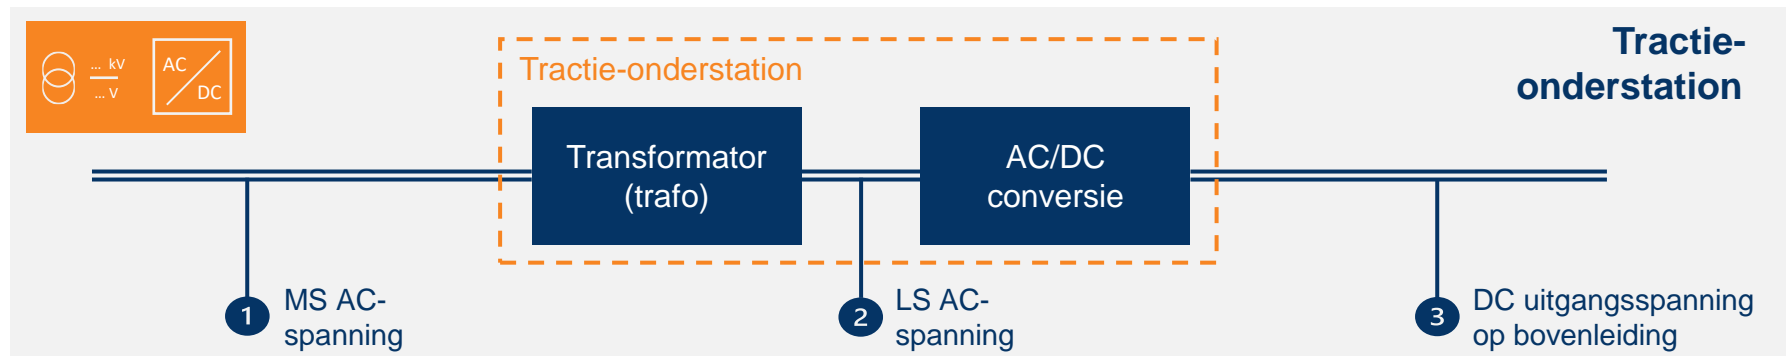 ... kV
... V
AC
DC
Tractie-onderstation
Tractie-
onderstation
Transformator
(trafo)
AC/DC
conversie
1
MS AC-
spanning
2
LS AC-
spanning
3
DC uitgangsspanning
op bovenleiding